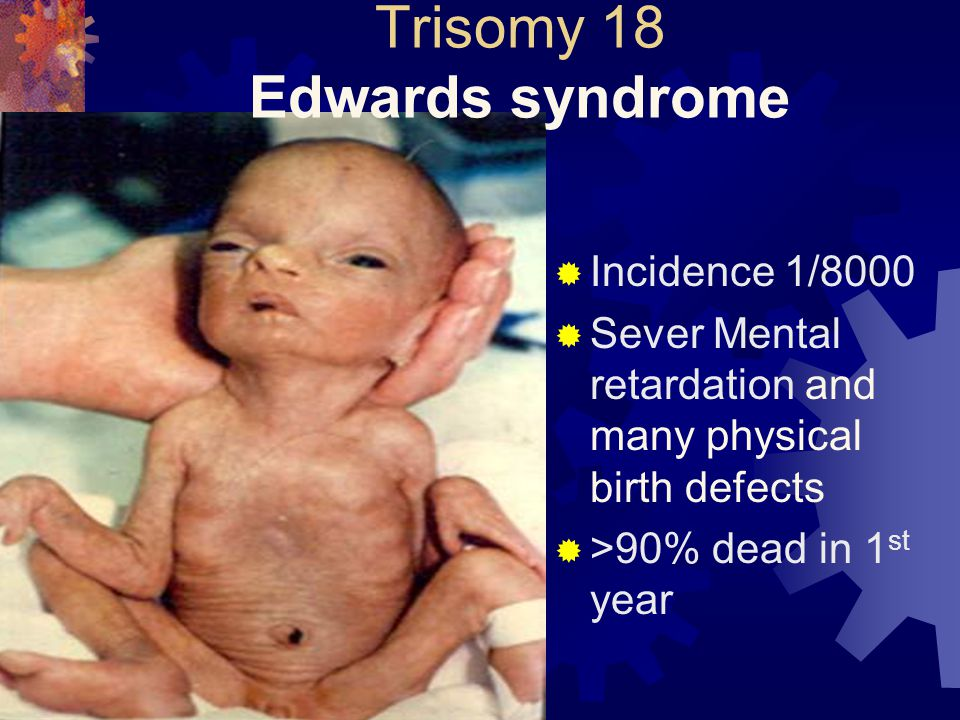 Trisomy 18
Edwards syndrome
Incidence 1/8000
Sever Mental
retardation and
many physical
birth defects
>90% dead in 1st
year